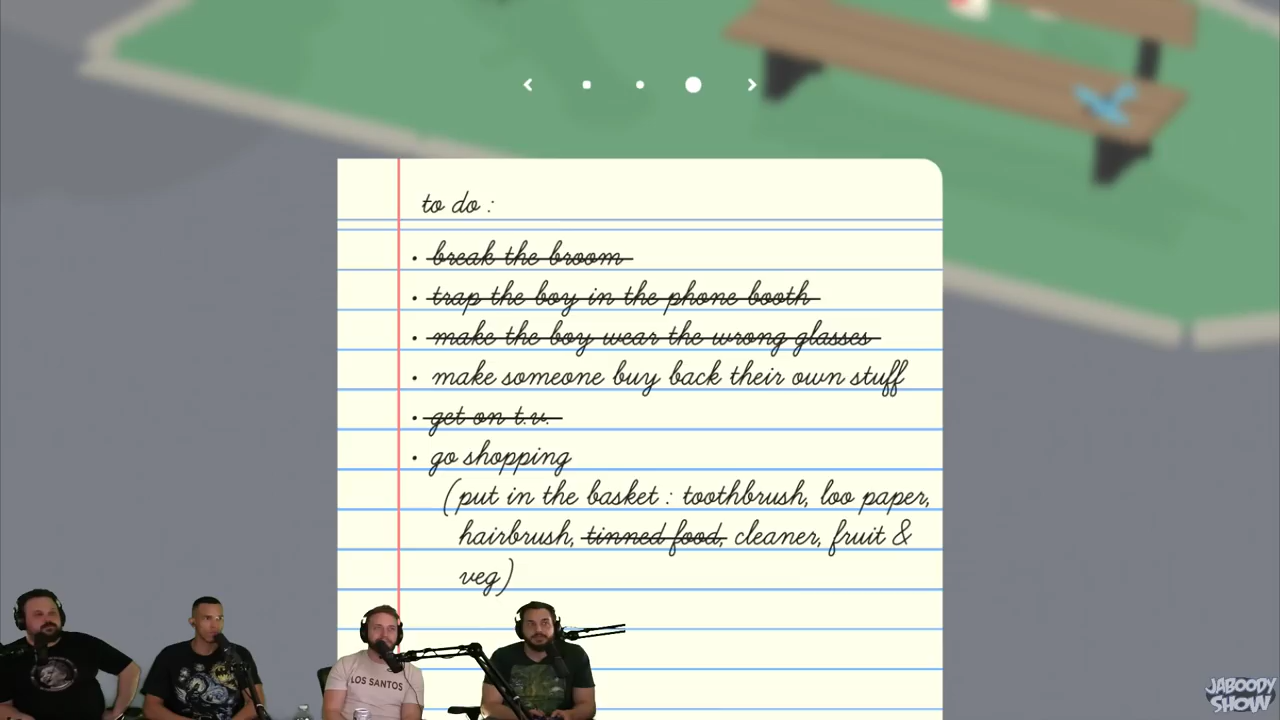 to do :
• break the broom
• trap the boy in the phone booth
• make the boy wear the wrong glasses
• make someone buy back their own stuff
• get on t.v.
• go shopping
(put in the basket : toothbrush, loo paper,
hairbrush, tinned food, cleaner, fruit &
veg)
LOS SANTOS
JABOODY
SHOW